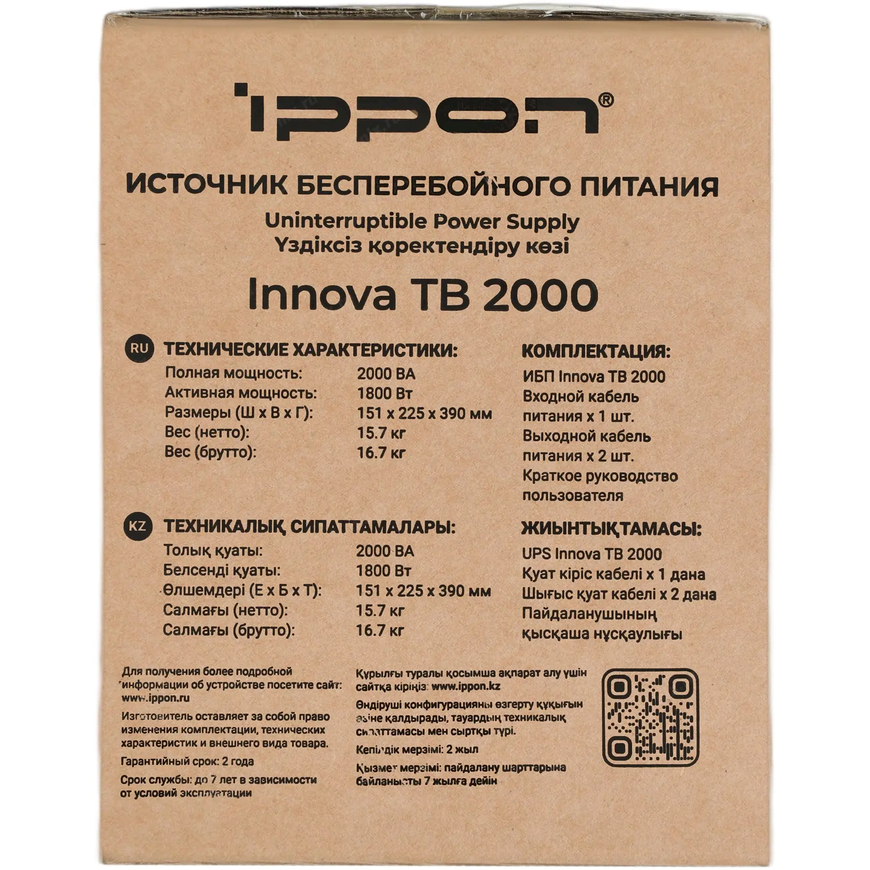 ippon®
ИСТОЧНИК БЕСПЕРЕБОЙНОГО ПИТАНИЯ
Uninterruptible Power Supply
Үздіксіз қоректендіру көзі
Innova TB 2000
RU ТЕХНИЧЕСКИЕ ХАРАКТЕРИСТИКИ:
Полная мощность: 2000 ВА
Активная мощность: 1800 Вт
Размеры (Ш x В x Г): 151 x 225 x 390 мм
Вес (нетто): 15.7 кг
Вес (брутто): 16.7 кг
КОМПЛЕКТАЦИЯ:
ИБП Innova TB 2000
Входной кабель
питания x 1 шт.
Выходной кабель
питания x 2 шт.
Краткое руководство
пользователя
KZ ТЕХНИКАЛЫҚ СИПАТТАМАЛАРЫ:
Толық қуаты: 2000 ВА
Белсенді қуаты: 1800 Вт
Өлшемдері (Е x Б x Т): 151 x 225 x 390 мм
Салмағы (нетто): 15.7 кг
Салмағы (брутто): 16.7 кг
ЖИЫНТЫҚТАМАСЫ:
UPS Innova TB 2000
Қуат кіріс кабелі x 1 дана
Шығыс қуат кабелі x 2 дана
Пайдаланушының
қысқаша нұсқаулығы
Для получения более подробной
информации об устройстве посетите сайт:
www.ippon.ru
Изготовитель оставляет за собой право
изменения комплектации, технических
характеристик и внешнего вида товара.
Гарантийный срок: 2 года
Срок службы: до 7 лет в зависимости
от условий эксплуатации
Құрылғы туралы қосымша ақпарат алу үшін
сайтқа кіріңіз: www.ippon.kz
Өндіруші конфигурацияны өзгерту құқығын
өзіне қалдырады, тауардың техникалық
сипаттамасы мен сыртқы түрі.
Кепілдік мерзімі: 2 жыл
Қызмет мерзімі: пайдалану шарттарына
байланысты 7 жылға дейін